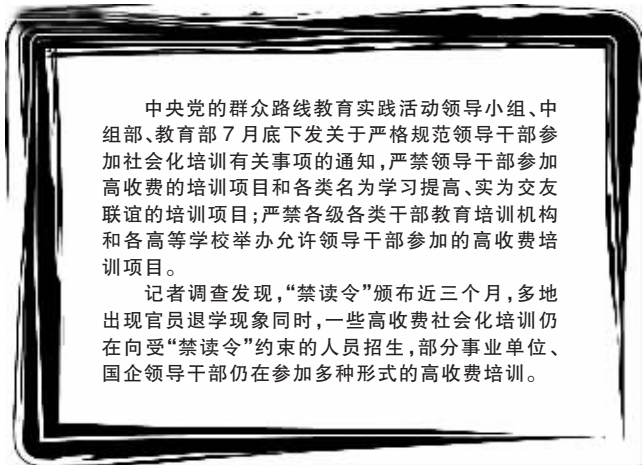 中央党的群众路线教育实践活动领导小组、中
组部、教育部7月底下发关于严格规范领导干部参
加社会化培训有关事项的通知,严禁领导干部参加
高收费的培训项目和各类名为学习提高、实为交友
联谊的培训项目;严禁各级各类干部教育培训机构
和各高等学校举办允许领导干部参加的高收费培
训项目。
记者调查发现,“禁读令”颁布近三个月,多地
出现官员退学现象同时,一些高收费社会化培训仍
在向受“禁读令”约束的人员招生,部分事业单位、
国企领导干部仍在参加多种形式的高收费培训。